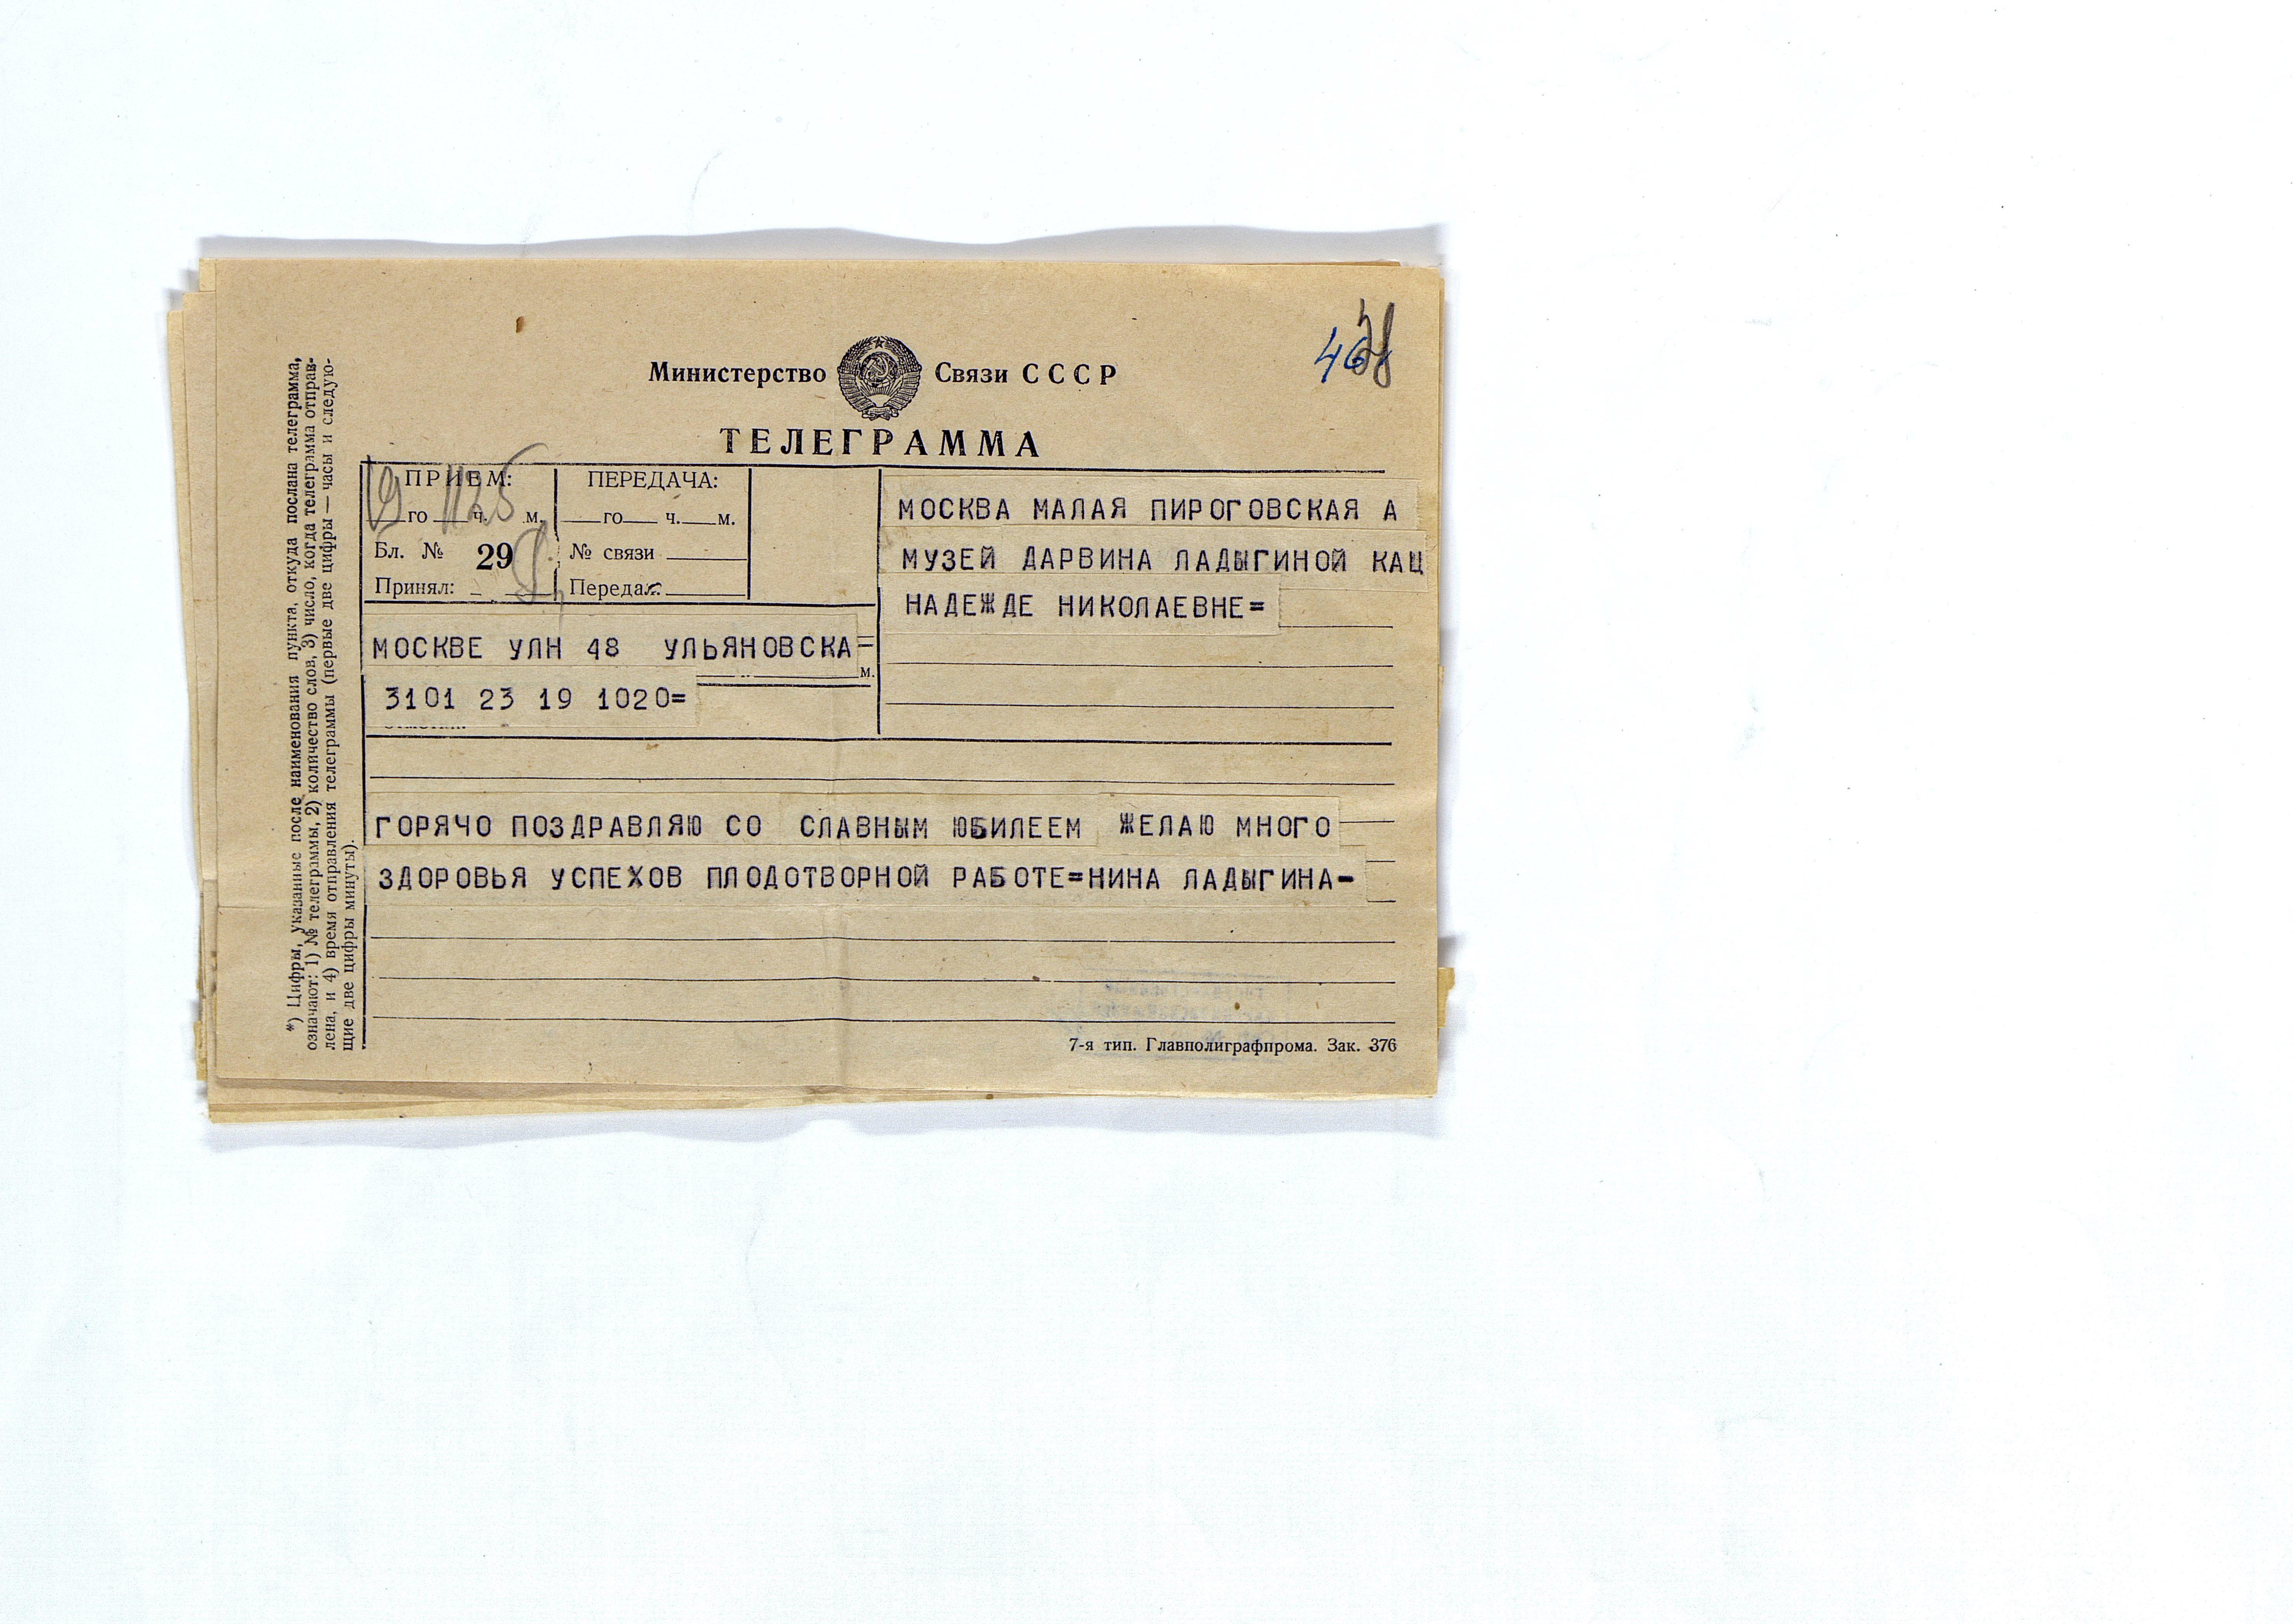 Министерство Связи СССР
ТЕЛЕГРАММА
ПРИЕМ:
19 го 1125 ч. м.
Бл. № 29
Принял:
ПЕРЕДАЧА:
го ч. м.
№ связи
Передал:
МОСКВА МАЛАЯ ПИРОГОВСКАЯ А
МУЗЕЙ ДАРВИНА ЛАДЫГИНОЙ КАЦ
НАДЕЖДЕ НИКОЛАЕВНЕ=
МОСКВЕ УЛН 48 УЛЬЯНОВСКА=
м.
3101 23 19 1020=
ГОРЯЧО ПОЗДРАВЛЯЮ СО СЛАВНЫМ ЮБИЛЕЕМ ЖЕЛАЮ МНОГО
ЗДОРОВЬЯ УСПЕХОВ ПЛОДОТВОРНОЙ РАБОТЕ=НИНА ЛАДЫГИНА-
7-я тип. Главполиграфпрома. Зак. 376
*) Цифры, указанные после наименования пункта, откуда послана телеграмма,
означают: 1) № телеграммы, 2) количество слов, 3) число, когда телеграмма отправ-
лена, и 4) время отправления телеграммы (первые две цифры — часы и следую-
щие две цифры минуты).